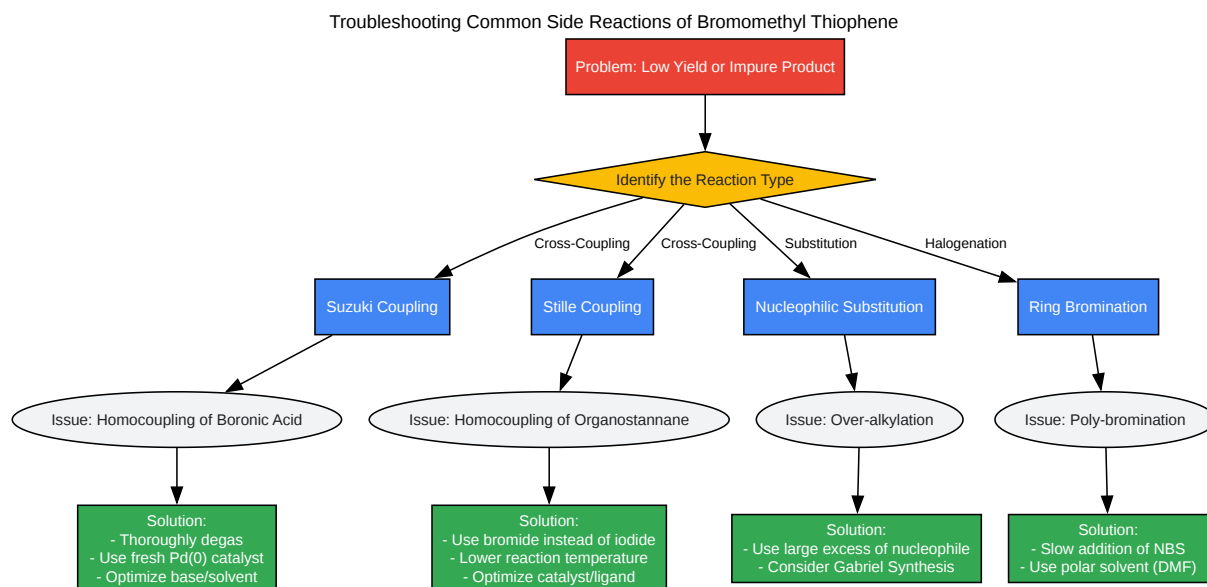 Troubleshooting Common Side Reactions of Bromomethyl Thiophene
Problem: Low Yield or Impure Product
Identify the Reaction Type
Cross-Coupling
Cross-Coupling
Substitution
Halogenation
Suzuki Coupling
Stille Coupling
Nucleophilic Substitution
Ring Bromination
Issue: Homocoupling of Boronic Acid
Issue: Homocoupling of Organostannane
Issue: Over-alkylation
Issue: Poly-bromination
Solution:
- Thoroughly degas
- Use fresh Pd(0) catalyst
- Optimize base/solvent
Solution:
- Use bromide instead of iodide
- Lower reaction temperature
- Optimize catalyst/ligand
Solution:
- Use large excess of nucleophile
- Consider Gabriel Synthesis
Solution:
- Slow addition of NBS
- Use polar solvent (DMF)